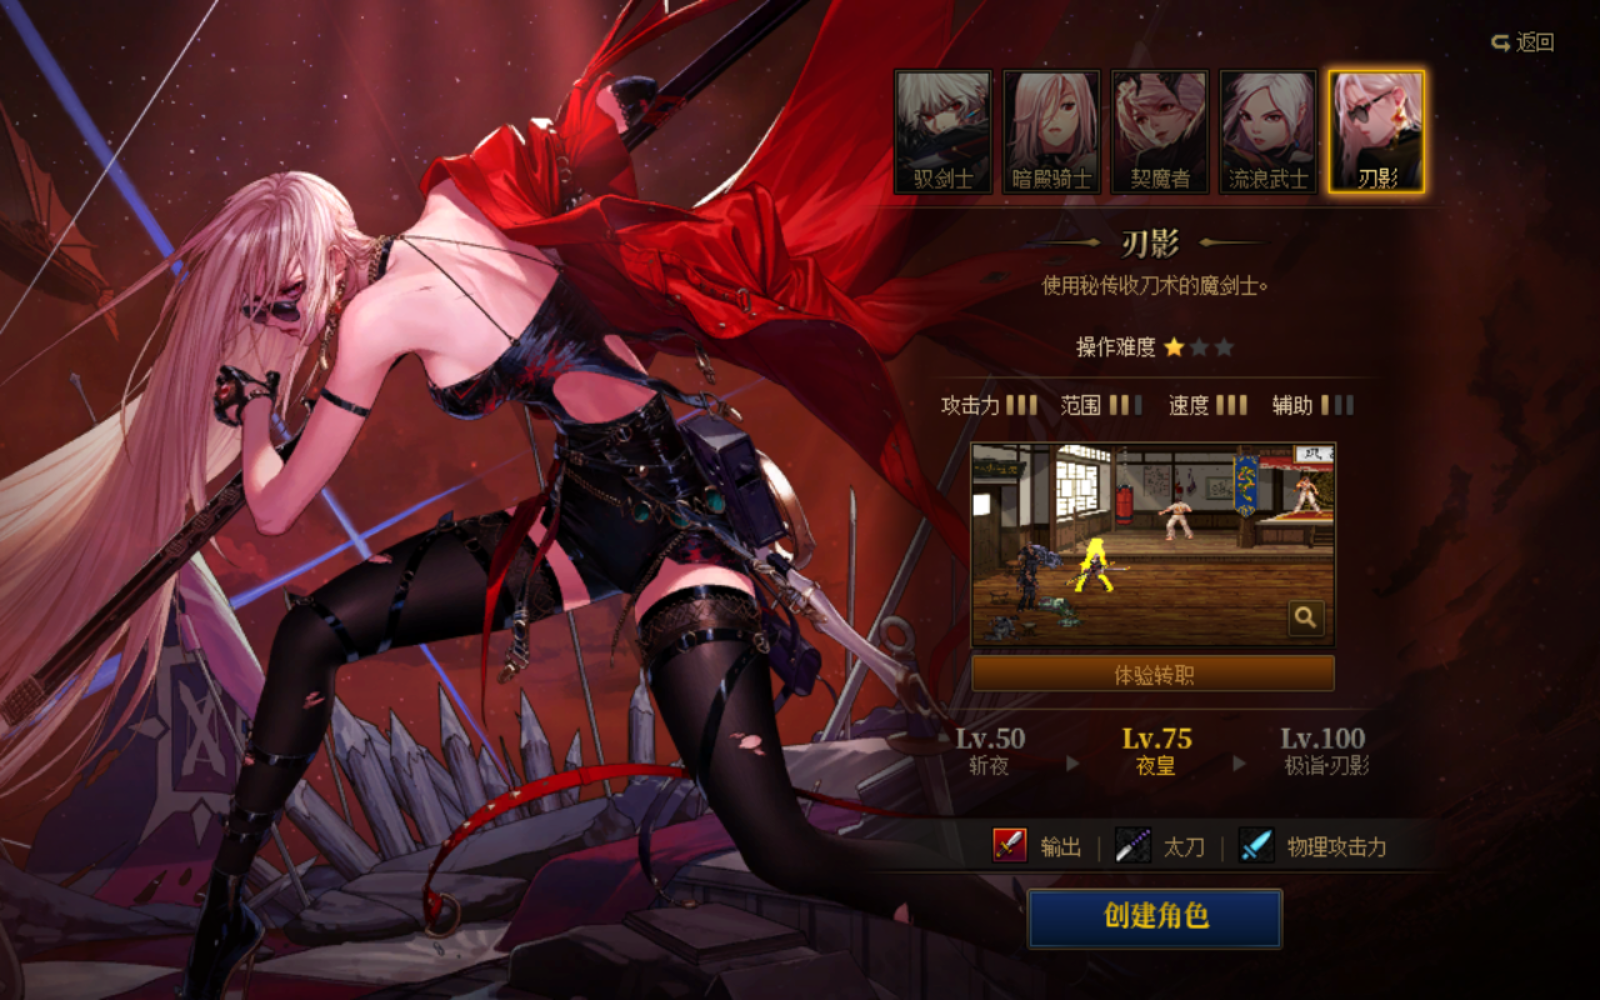 返回
驭剑士 暗殿骑士 契魔者 流浪武士 刃影
刃影
使用秘传收刀术的魔剑士。
操作难度
攻击力 范围 速度 辅助
体验转职
Lv.50 Lv.75 Lv.100
斩夜 夜皇 极诣·刃影
输出 | 太刀 | 物理攻击力
创建角色